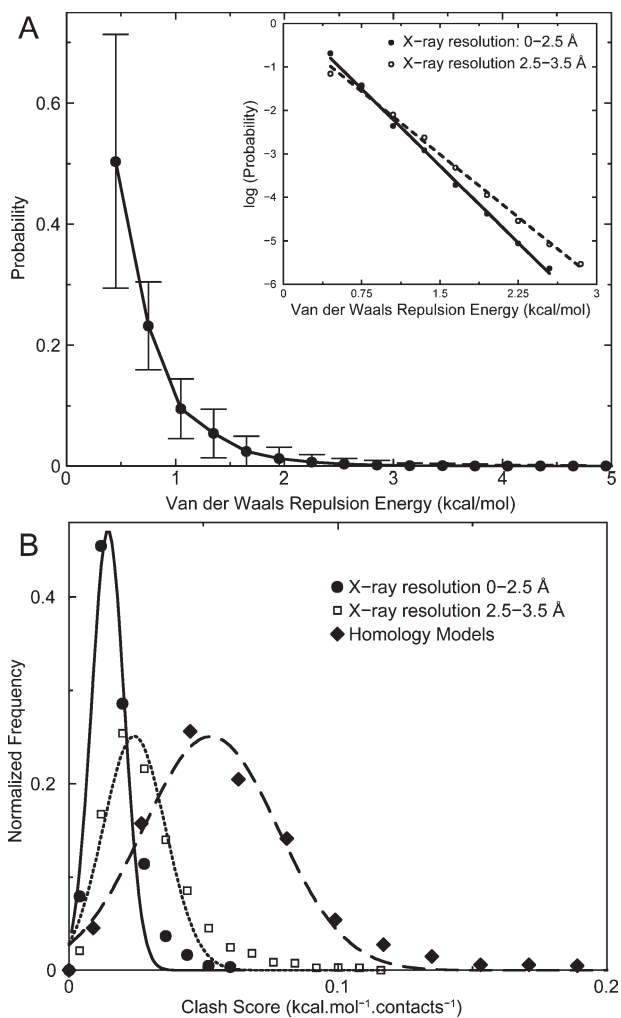 A
0.6
0.4
0.2
0
Probability
1
2
3
4
5
Van der Waals Repulsion Energy (kcal/mol)
0
−1
−2
−3
−4
−5
−6
log (Probability)
X−ray resolution: 0−2.5 Å
X−ray resolution 2.5−3.5 Å
0
0.75
1.5
2.25
3
Van der Waals Repulsion Energy (kcal/mol)
B
0.4
0.2
0
Normalized Frequency
X−ray resolution 0−2.5 Å
X−ray resolution 2.5−3.5 Å
Homology Models
0
0.1
0.2
Clash Score (kcal.mol⁻¹.contacts⁻¹)